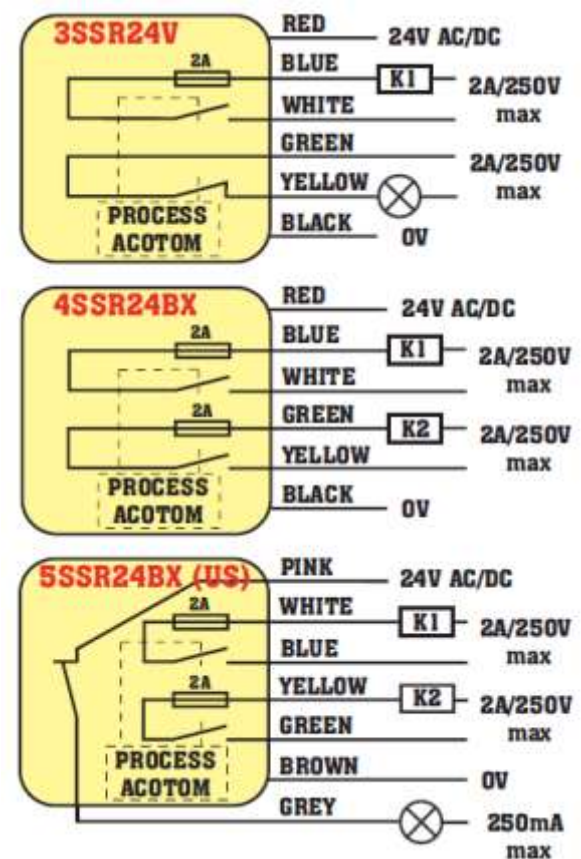 3SSR24V
RED
24V AC/DC
2A
BLUE
K1
2A/250V
max
WHITE
GREEN
2A/250V
max
YELLOW
PROCESS
ACOTOM
BLACK
0V
4SSR24BX
RED
24V AC/DC
2A
BLUE
K1
2A/250V
max
WHITE
2A
GREEN
K2
2A/250V
max
YELLOW
PROCESS
ACOTOM
BLACK
0V
5SSR24BX (US)
PINK
24V AC/DC
2A
WHITE
K1
2A/250V
max
BLUE
2A
YELLOW
K2
2A/250V
max
GREEN
PROCESS
ACOTOM
BROWN
0V
GREY
250mA
max